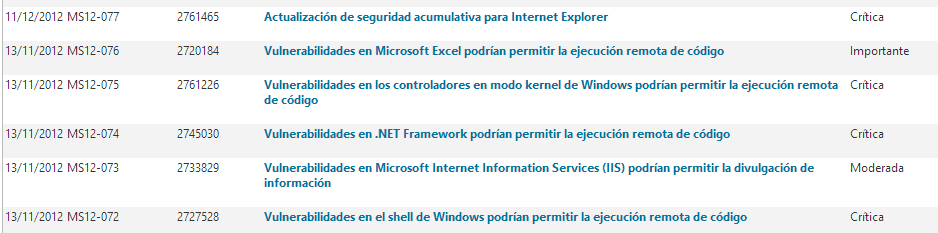 11/12/2012 MS12-077 2761465 Actualización de seguridad acumulativa para Internet Explorer Crítica
13/11/2012 MS12-076 2720184 Vulnerabilidades en Microsoft Excel podrían permitir la ejecución remota de código Importante
13/11/2012 MS12-075 2761226 Vulnerabilidades en los controladores en modo kernel de Windows podrían permitir la ejecución remota Crítica
de código
13/11/2012 MS12-074 2745030 Vulnerabilidades en .NET Framework podrían permitir la ejecución remota de código Crítica
13/11/2012 MS12-073 2733829 Vulnerabilidades en Microsoft Internet Information Services (IIS) podrían permitir la divulgación de Moderada
información
13/11/2012 MS12-072 2727528 Vulnerabilidades en el shell de Windows podrían permitir la ejecución remota de código Crítica